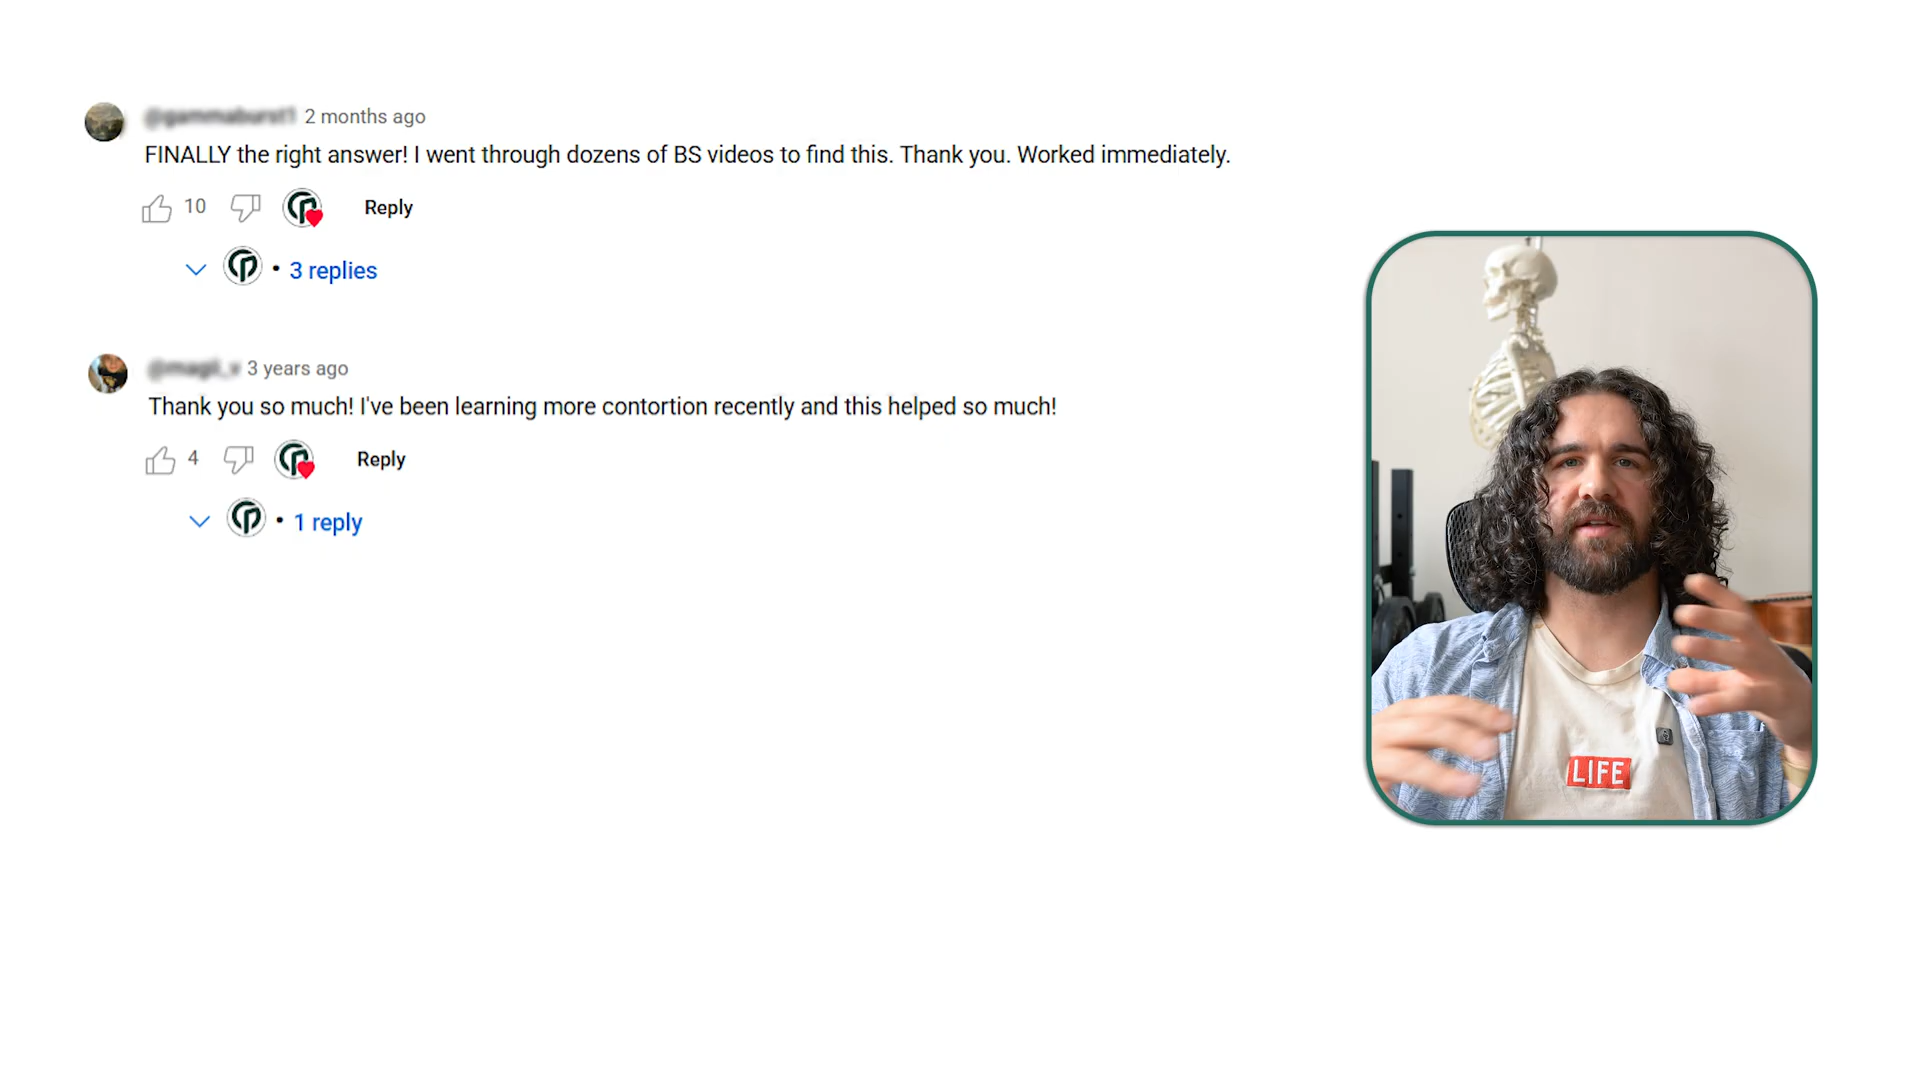 2 months ago
FINALLY the right answer! I went through dozens of BS videos to find this. Thank you. Worked immediately.
10
Reply
• 3 replies
3 years ago
Thank you so much! I've been learning more contortion recently and this helped so much!
4
Reply
• 1 reply
LIFE